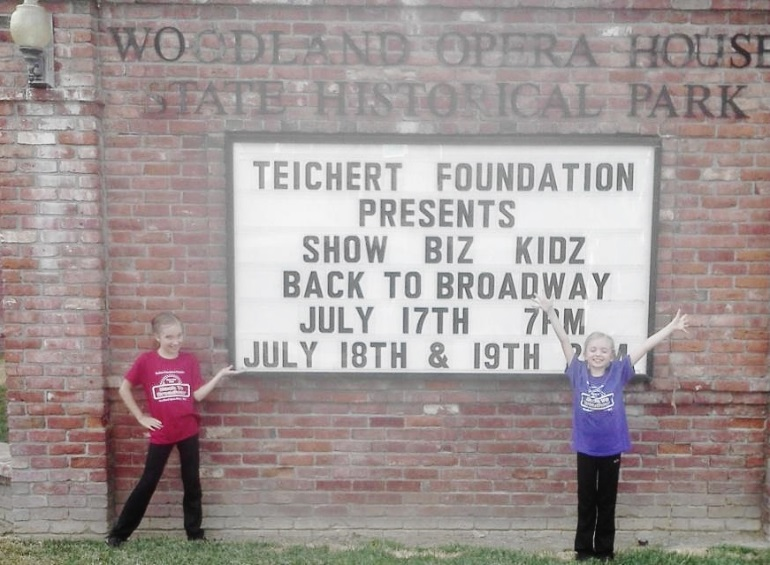 WOODLAND OPERA HOUSE
STATE HISTORICAL PARK
TEICHERT FOUNDATION
PRESENTS
SHOW BIZ KIDZ
BACK TO BROADWAY
JULY 17TH 7PM
JULY 18TH & 19TH